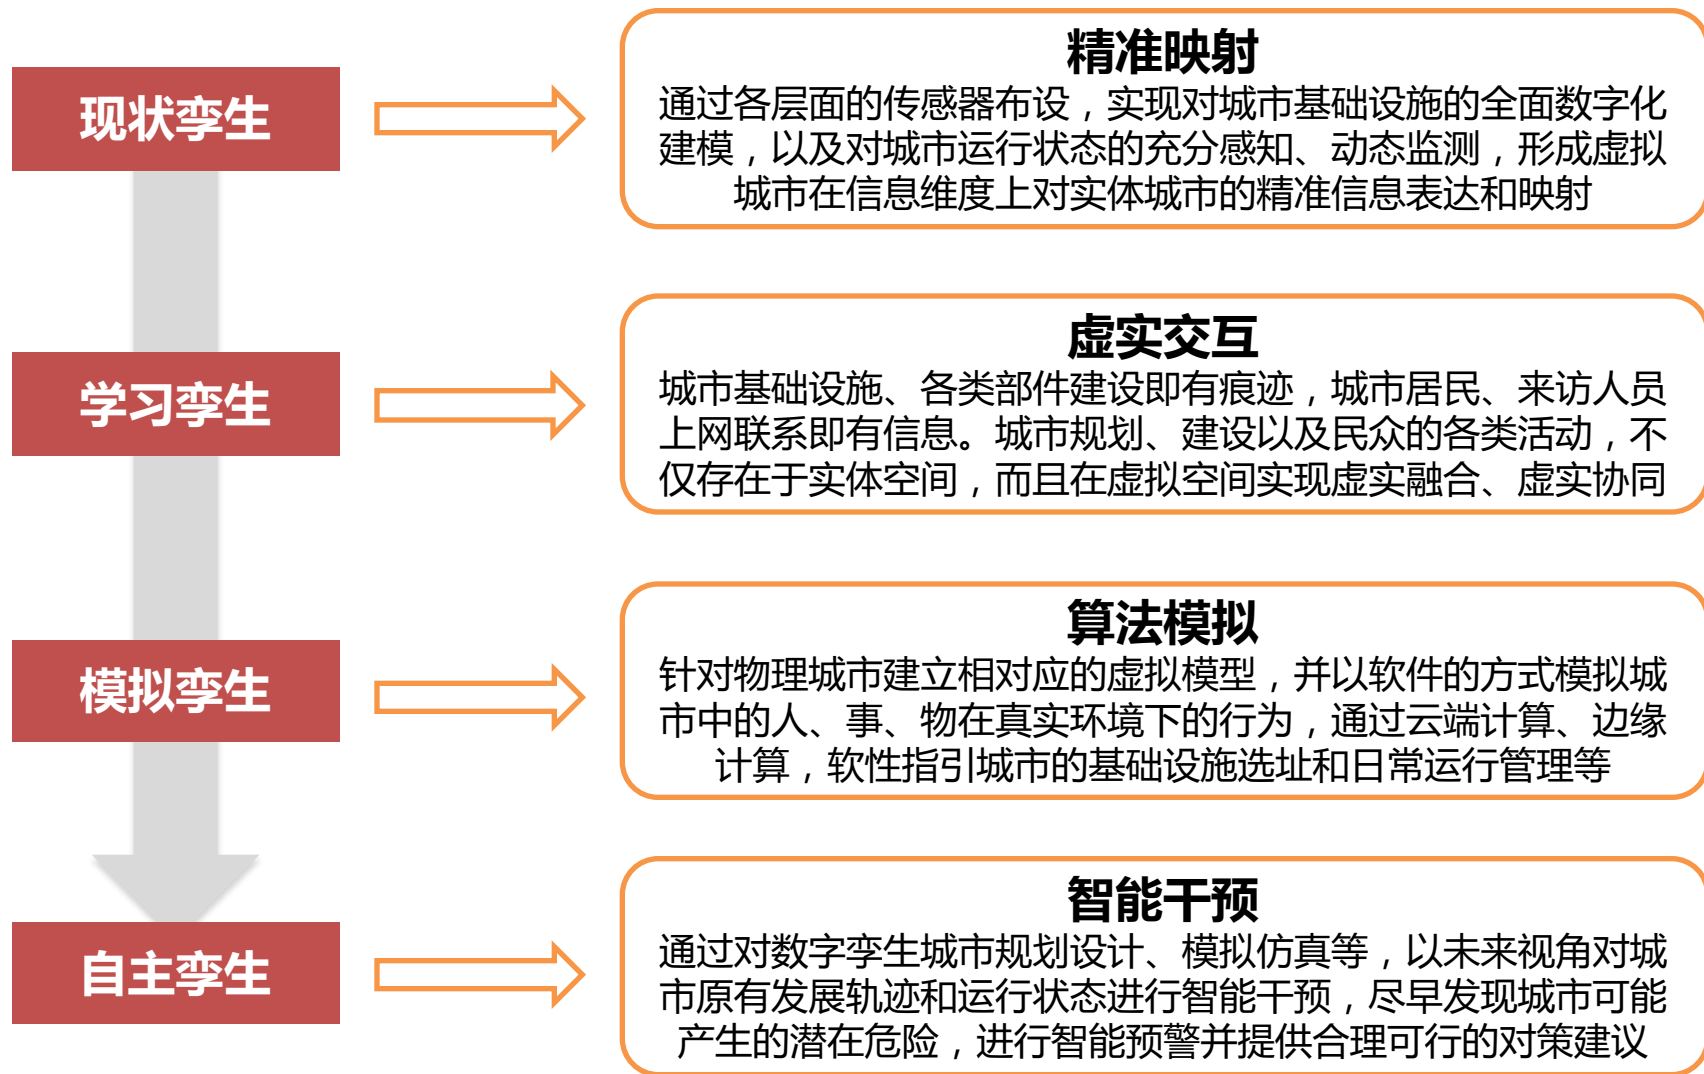 现状孪生
精准映射
通过各层面的传感器布设，实现对城市基础设施的全面数字化
建模，以及对城市运行状态的充分感知、动态监测，形成虚拟
城市在信息维度上对实体城市的精准信息表达和映射
学习孪生
虚实交互
城市基础设施、各类部件建设即有痕迹，城市居民、来访人员
上网联系即有信息。城市规划、建设以及民众的各类活动，不
仅存在于实体空间，而且在虚拟空间实现虚实融合、虚实协同
模拟孪生
算法模拟
针对物理城市建立相对应的虚拟模型，并以软件的方式模拟城
市中的人、事、物在真实环境下的行为，通过云端计算、边缘
计算，软性指引城市的基础设施选址和日常运行管理等
自主孪生
智能干预
通过对数字孪生城市规划设计、模拟仿真等，以未来视角对城
市原有发展轨迹和运行状态进行智能干预，尽早发现城市可能
产生的潜在危险，进行智能预警并提供合理可行的对策建议